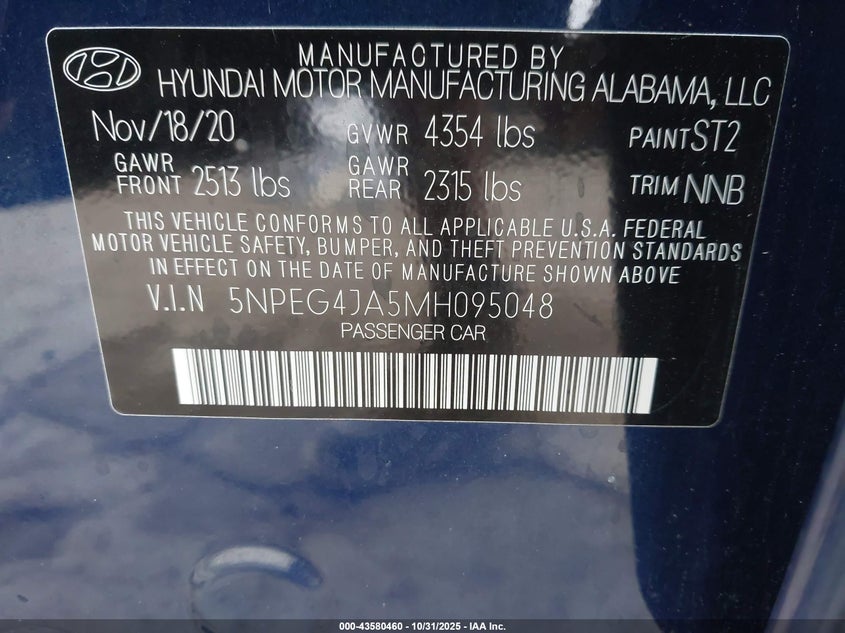 MANUFACTURED BY
HYUNDAI MOTOR MANUFACTURING ALABAMA, LLC
Nov/18/20 GVWR 4354 lbs PAINT ST2
GAWR FRONT 2513 lbs GAWR REAR 2315 lbs TRIM NNB
THIS VEHICLE CONFORMS TO ALL APPLICABLE U.S.A. FEDERAL
MOTOR VEHICLE SAFETY, BUMPER, AND THEFT PREVENTION STANDARDS
IN EFFECT ON THE DATE OF MANUFACTURE SHOWN ABOVE
V.I.N 5NPEG4JA5MH095048
PASSENGER CAR
000-43580460 - 10/31/2025 - IAA Inc.